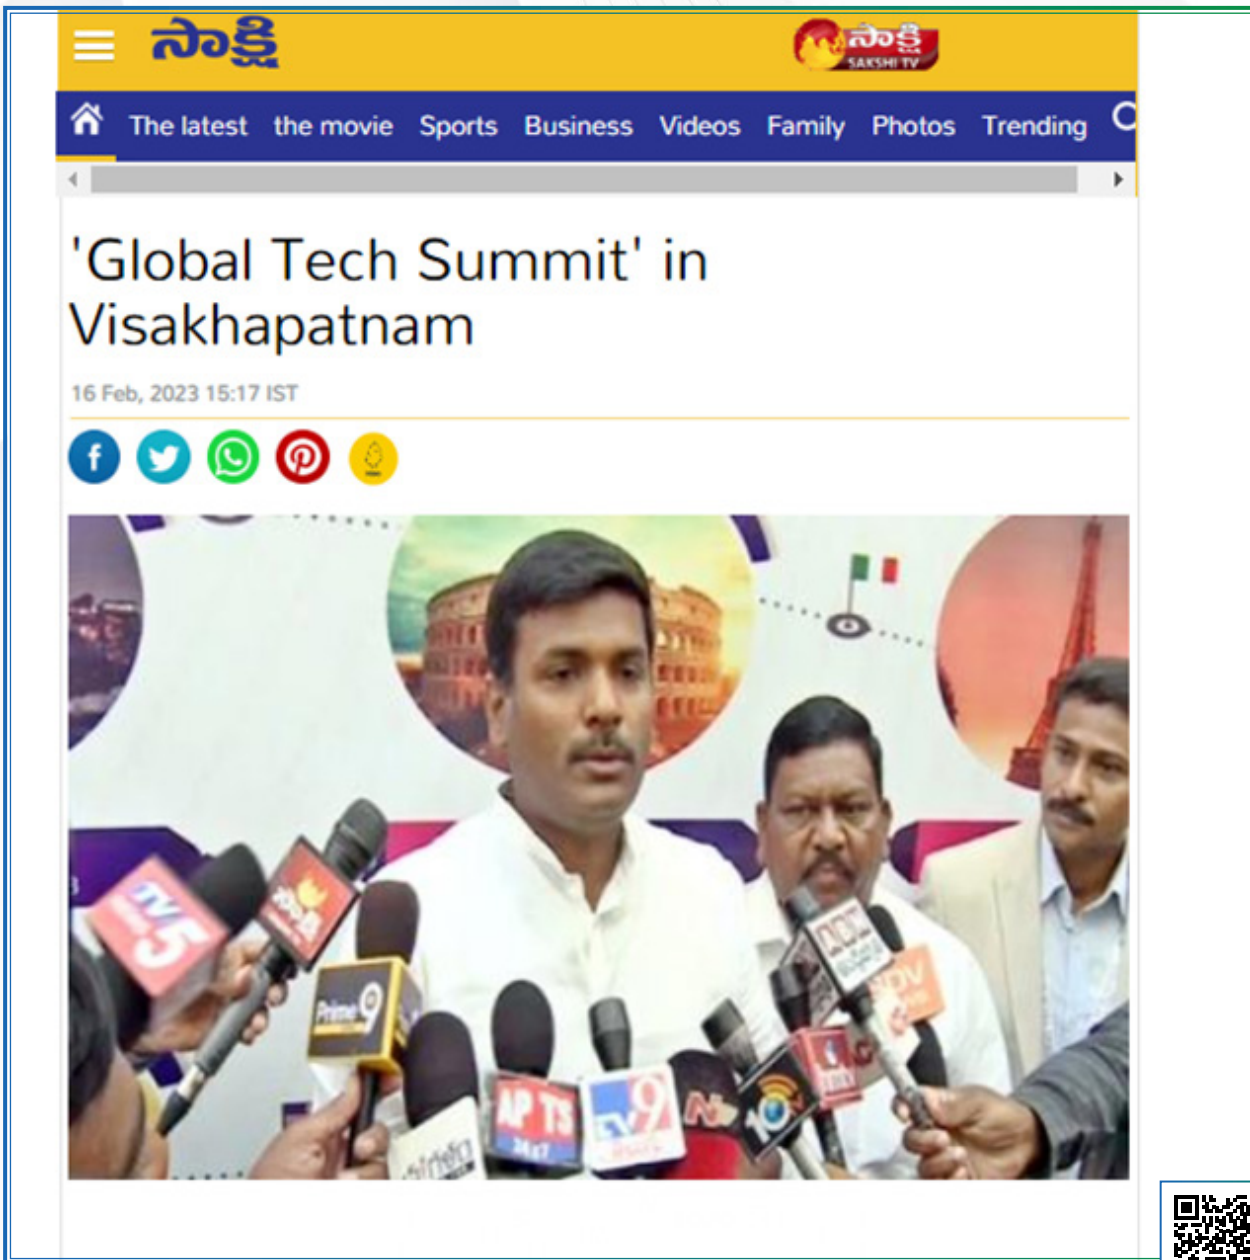 సాక్షి
సాక్షి
SAKSHI TV
The latest the movie Sports Business Videos Family Photos Trending
'Global Tech Summit' in
Visakhapatnam
16 Feb, 2023 15:17 IST
TV5
సాక్షి
Prime9
AP TS
24x7
TV9
10